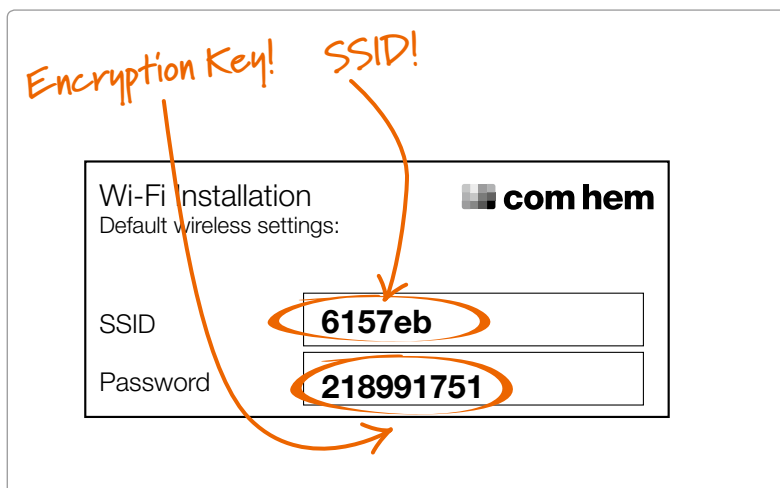 Encryption Key! SSID!
Wi-Fi Installation
com hem
Default wireless settings:
SSID 6157eb
Password 218991751